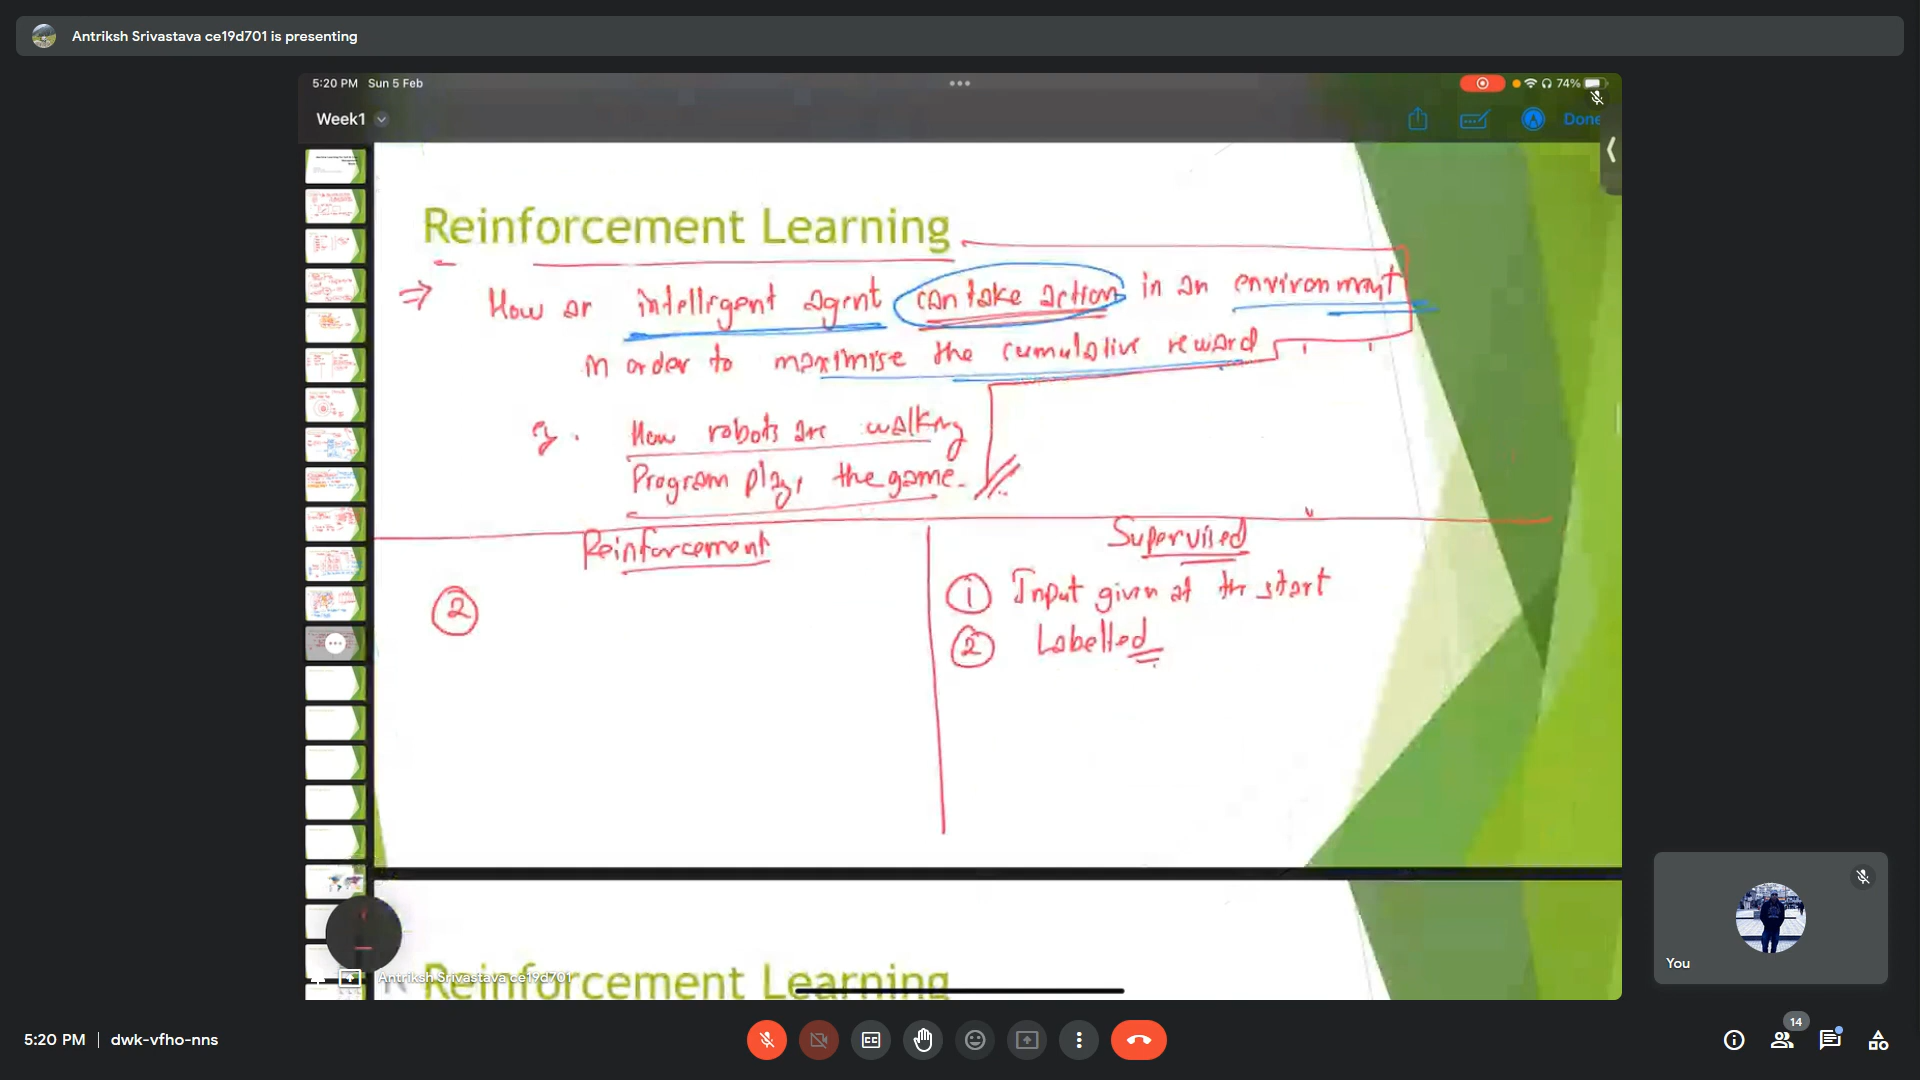 Antriksh Srivastava ce19d701 is presenting
5:20 PM Sun 5 Feb
74%
Week1
Done
Reinforcement Learning
⇒ How an intelligent agent can take action in an environment
in order to maximise the cumulative reward
eg. How robots are walking
Program plays the game.
Reinforcement
Supervised
① Input given at the start
②
② Labelled
Reinforcement Learning
Antriksh Srivastava ce19d701
You
5:20 PM | dwk-vfho-nns
14